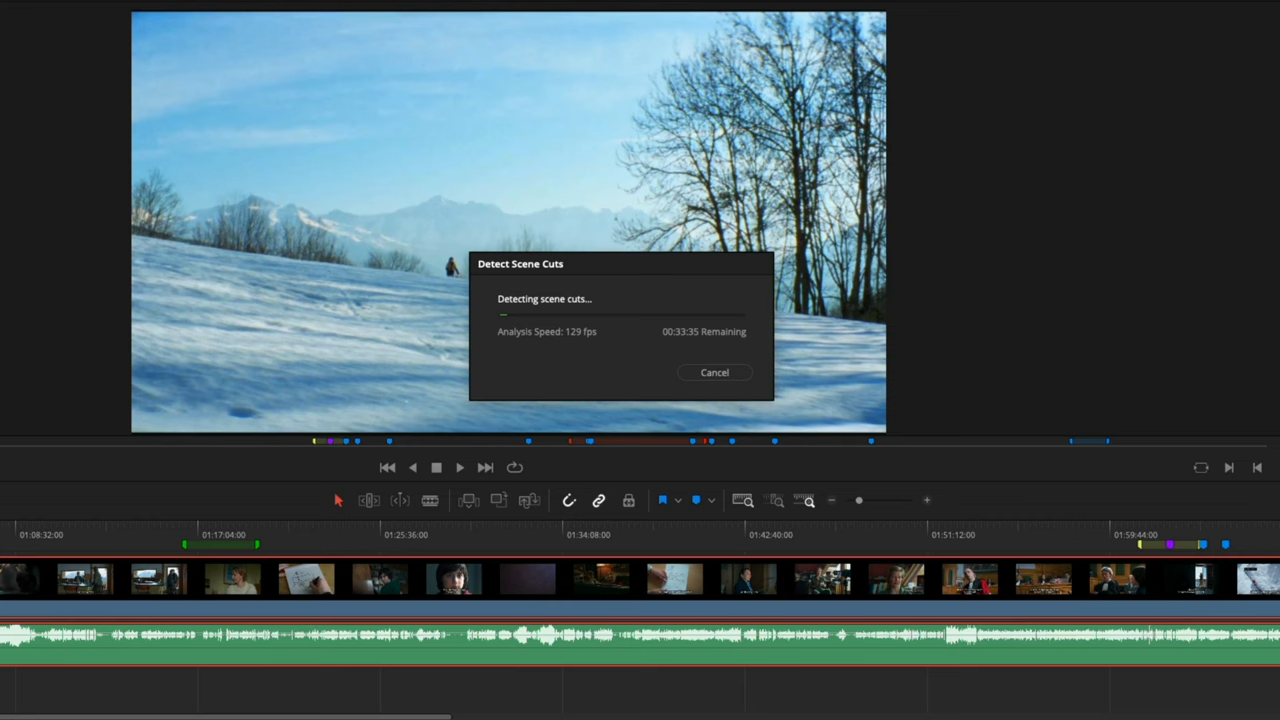 Detect Scene Cuts
Detecting scene cuts...
Analysis Speed: 129 fps 00:33:35 Remaining
Cancel
01:08:32:00 01:17:04:00 01:25:36:00 01:34:08:00 01:42:40:00 01:51:12:00 01:59:44:00